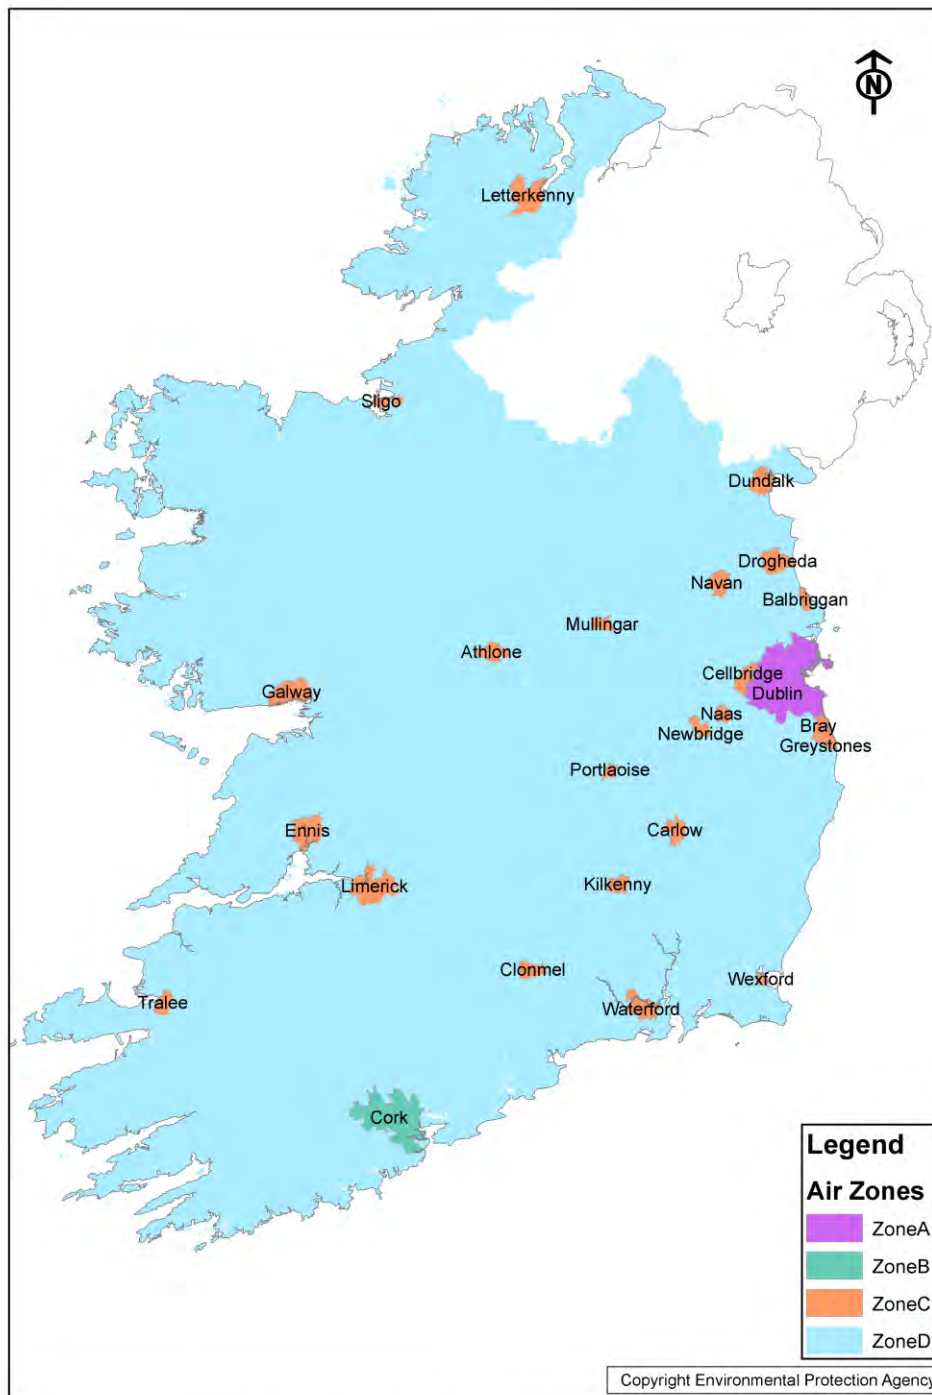 N
Letterkenny
Sligo
Dundalk
Drogheda
Navan
Balbriggan
Mullingar
Athlone
Cellbridge
Galway
Dublin
Naas
Bray
Newbridge
Greystones
Portlaoise
Ennis
Carlow
Limerick
Kilkenny
Clonmel
Wexford
Tralee
Waterford
Cork
Legend
Air Zones
ZoneA
ZoneB
ZoneC
ZoneD
Copyright Environmental Protection Agency